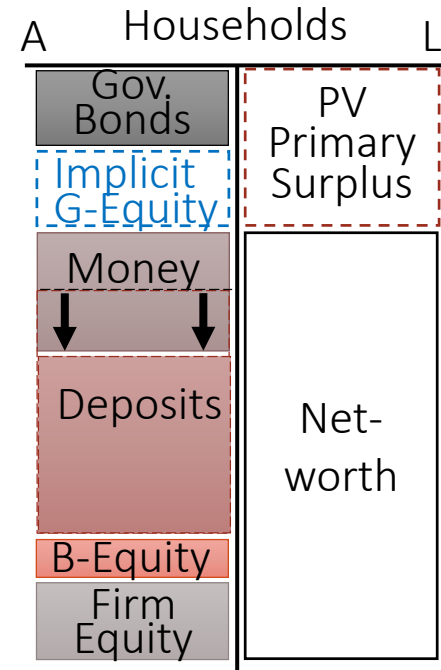 A Households L
Gov.
Bonds
Implicit
G-Equity
Money
Deposits
B-Equity
Firm
Equity
PV
Primary
Surplus
Net-
worth